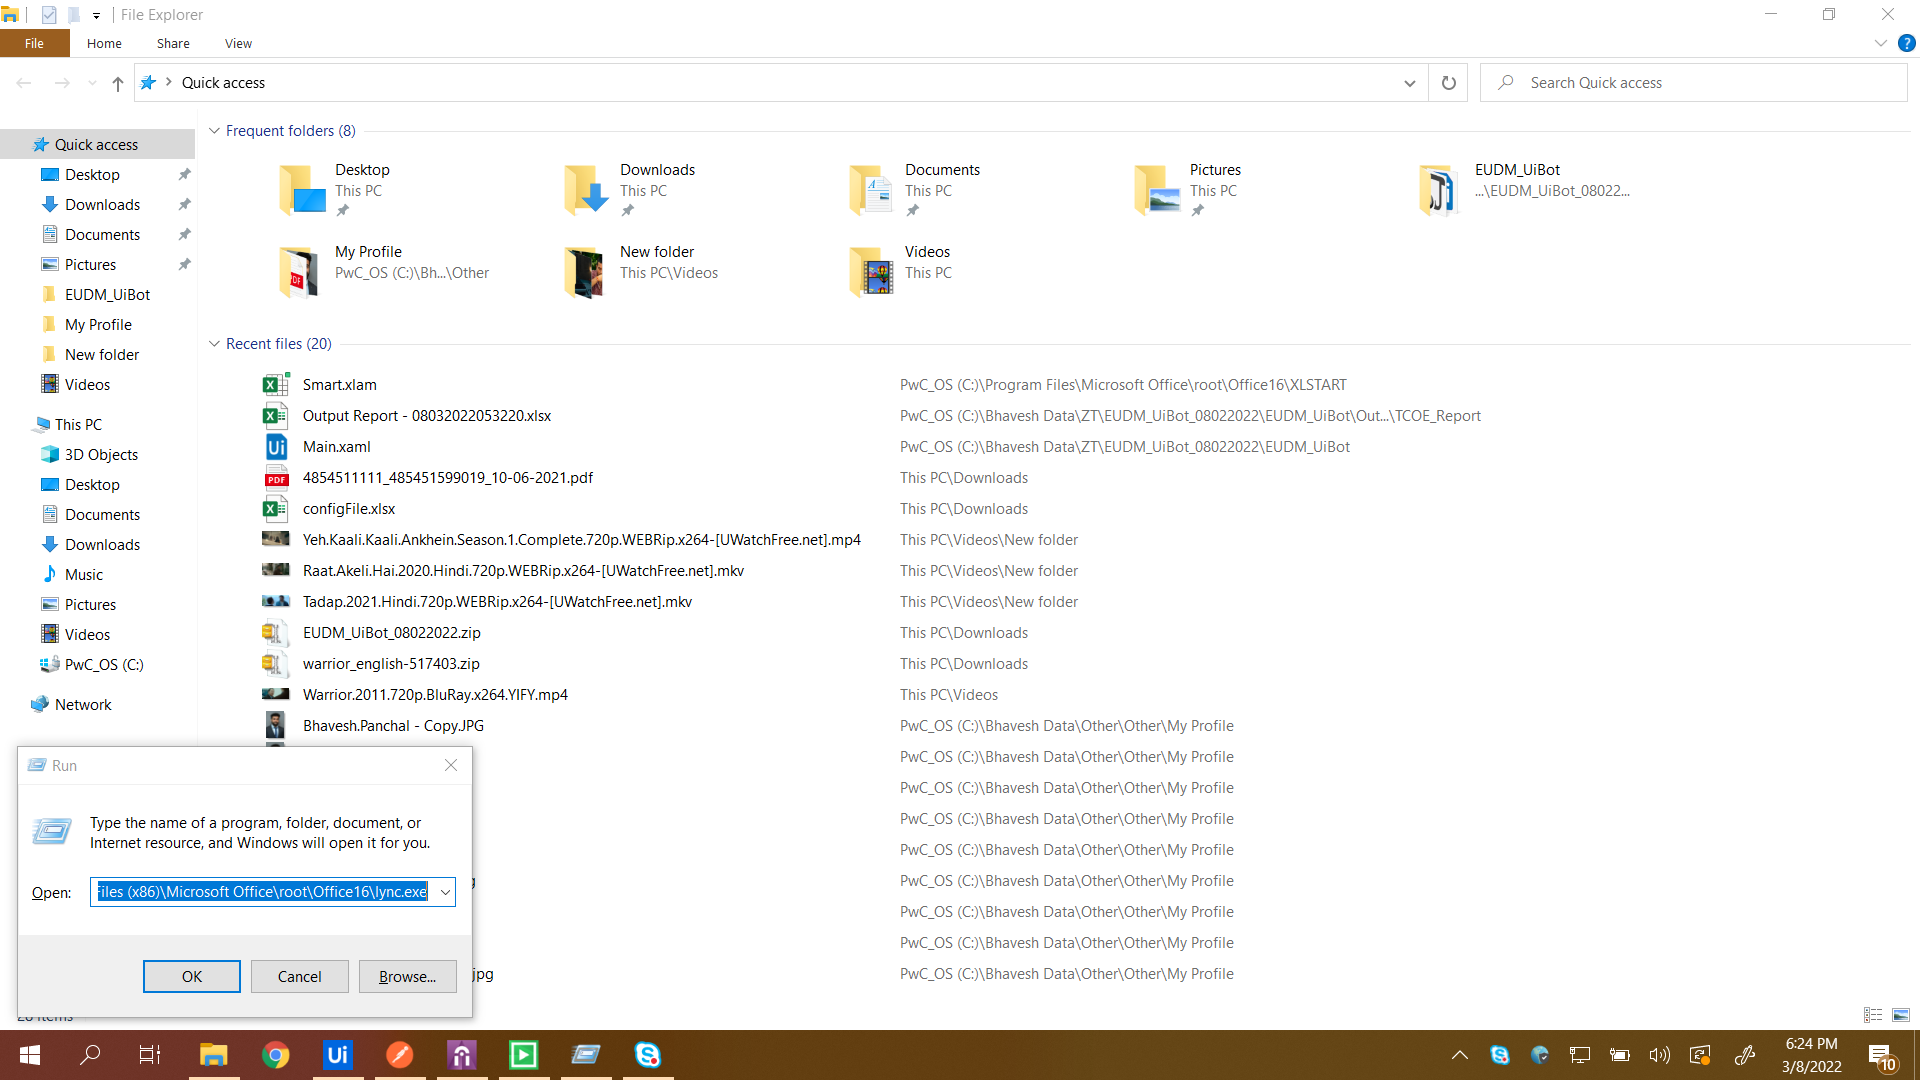 File Explorer
File Home Share View
Quick access
Search Quick access
Quick access
Desktop
Downloads
Documents
Pictures
EUDM_UiBot
My Profile
New folder
Videos
This PC
3D Objects
Desktop
Documents
Downloads
Music
Pictures
Videos
PwC_OS (C:)
Network
Frequent folders (8)
Desktop
This PC
Downloads
This PC
Documents
This PC
Pictures
This PC
EUDM_UiBot
...\EUDM_UiBot_08022...
My Profile
PwC_OS (C:)\Bh...\Other
New folder
This PC\Videos
Videos
This PC
Recent files (20)
Smart.xlam PwC_OS (C:)\Program Files\Microsoft Office\root\Office16\XLSTART
Output Report - 08032022053220.xlsx PwC_OS (C:)\Bhavesh Data\ZT\EUDM_UiBot_08022022\EUDM_UiBot\Out...\TCOE_Report
Main.xaml PwC_OS (C:)\Bhavesh Data\ZT\EUDM_UiBot_08022022\EUDM_UiBot
4854511111_485451599019_10-06-2021.pdf This PC\Downloads
configFile.xlsx This PC\Downloads
Yeh.Kaali.Kaali.Ankhein.Season.1.Complete.720p.WEBRip.x264-[UWatchFree.net].mp4 This PC\Videos\New folder
Raat.Akeli.Hai.2020.Hindi.720p.WEBRip.x264-[UWatchFree.net].mkv This PC\Videos\New folder
Tadap.2021.Hindi.720p.WEBRip.x264-[UWatchFree.net].mkv This PC\Videos\New folder
EUDM_UiBot_08022022.zip This PC\Downloads
warrior_english-517403.zip This PC\Downloads
Warrior.2011.720p.BluRay.x264.YIFY.mp4 This PC\Videos
Bhavesh.Panchal - Copy.JPG PwC_OS (C:)\Bhavesh Data\Other\Other\My Profile
PwC_OS (C:)\Bhavesh Data\Other\Other\My Profile
PwC_OS (C:)\Bhavesh Data\Other\Other\My Profile
PwC_OS (C:)\Bhavesh Data\Other\Other\My Profile
PwC_OS (C:)\Bhavesh Data\Other\Other\My Profile
PwC_OS (C:)\Bhavesh Data\Other\Other\My Profile
PwC_OS (C:)\Bhavesh Data\Other\Other\My Profile
PwC_OS (C:)\Bhavesh Data\Other\Other\My Profile
jpg PwC_OS (C:)\Bhavesh Data\Other\Other\My Profile
Run
Type the name of a program, folder, document, or
Internet resource, and Windows will open it for you.
Open: Files (x86)\Microsoft Office\root\Office16\lync.exe
OK Cancel Browse...
6:24 PM
3/8/2022
10